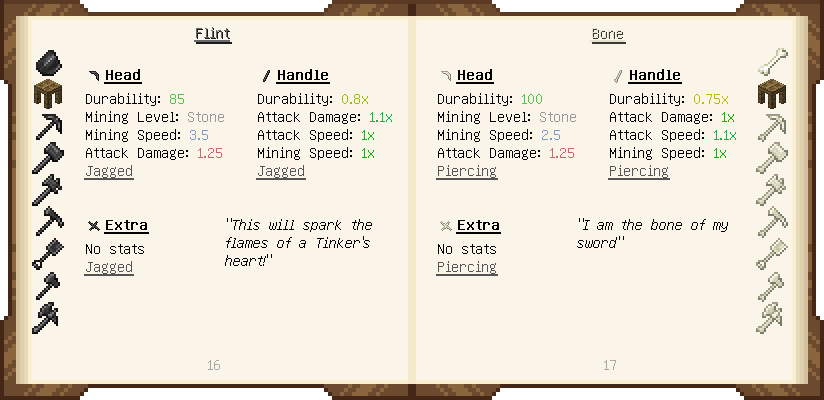 Flint
Head
Durability: 85
Mining Level: Stone
Mining Speed: 3.5
Attack Damage: 1.25
Jagged
Handle
Durability: 0.8x
Attack Damage: 1.1x
Attack Speed: 1x
Mining Speed: 1x
Jagged
Extra
No stats
Jagged
"This will spark the
flames of a Tinker's
heart!"
16
Bone
Head
Durability: 100
Mining Level: Stone
Mining Speed: 2.5
Attack Damage: 1.25
Piercing
Handle
Durability: 0.75x
Attack Damage: 1x
Attack Speed: 1.1x
Mining Speed: 1x
Piercing
Extra
No stats
Piercing
"I am the bone of my
sword"
17